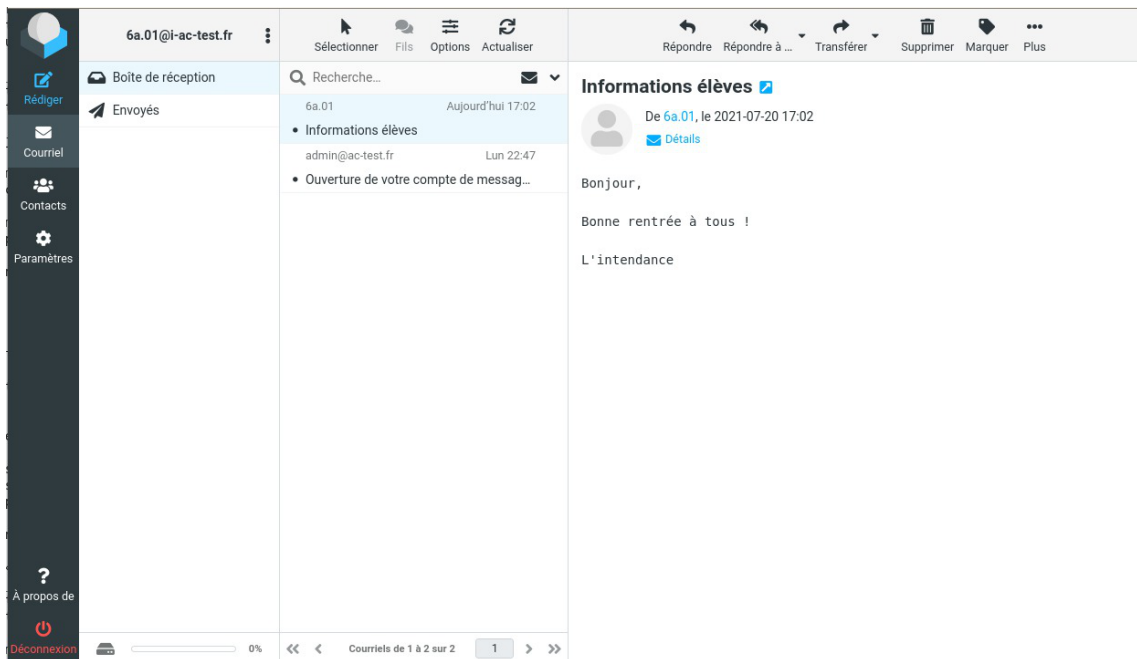 6a.01@i-ac-test.fr
Sélectionner
Fils
Options
Actualiser
Répondre
Répondre à ...
Transférer
Supprimer
Marquer
Plus
Rédiger
Courriel
Contacts
Paramètres
À propos de
Déconnexion
Boîte de réception
Envoyés
0%
Recherche...
6a.01 Aujourd'hui 17:02
• Informations élèves
admin@ac-test.fr Lun 22:47
• Ouverture de votre compte de messag...
Courriels de 1 à 2 sur 2
1
Informations élèves
De 6a.01, le 2021-07-20 17:02
Détails
Bonjour,
Bonne rentrée à tous !
L'intendance